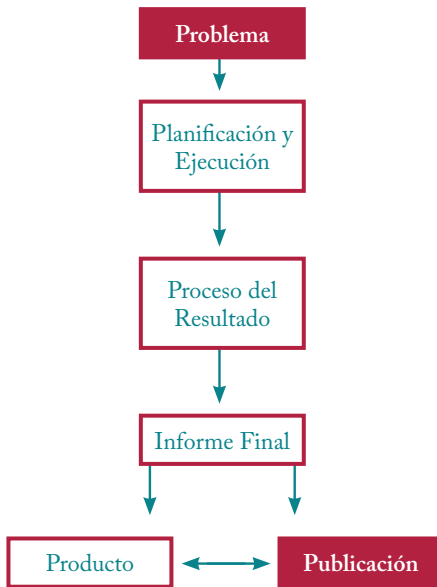 Problema
Planificación y
Ejecución
Proceso del
Resultado
Informe Final
Producto
Publicación